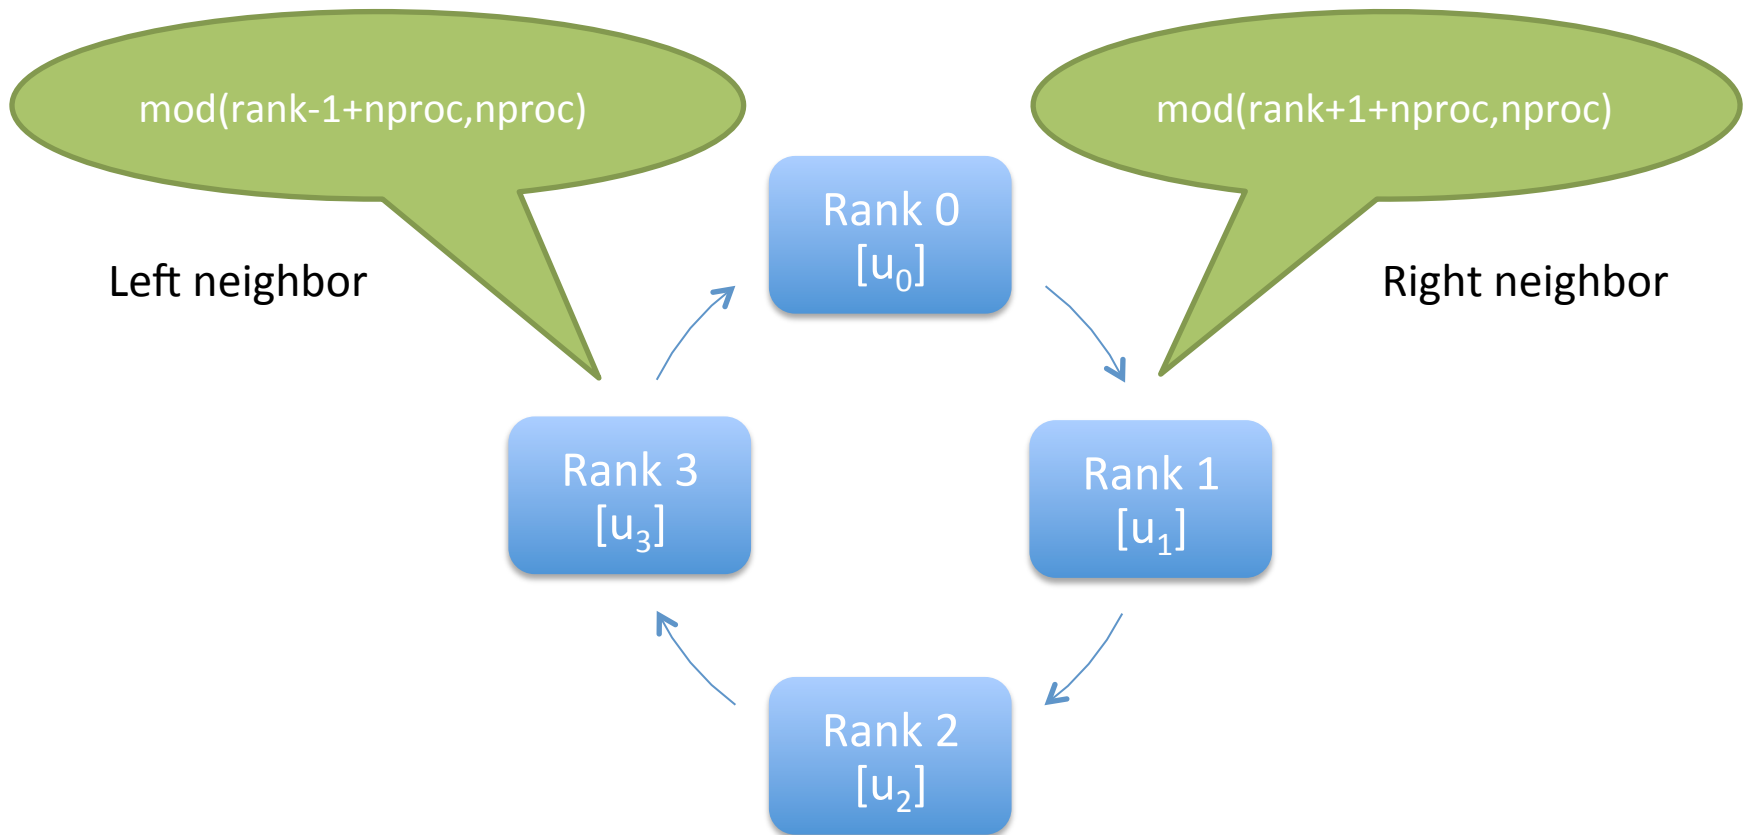 mod(rank-1+nproc,nproc)
mod(rank+1+nproc,nproc)
Rank 0
[u₀]
Left neighbor
Right neighbor
Rank 3
[u₃]
Rank 1
[u₁]
Rank 2
[u₂]